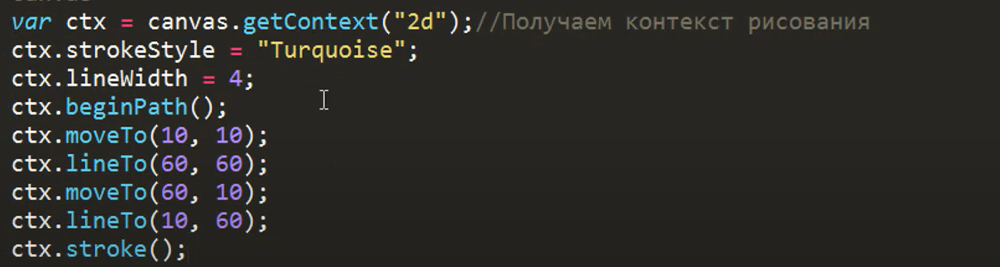 var ctx = canvas.getContext("2d");//Получаем контекст рисования
ctx.strokeStyle = "Turquoise";
ctx.lineWidth = 4;
ctx.beginPath();
ctx.moveTo(10, 10);
ctx.lineTo(60, 60);
ctx.moveTo(60, 10);
ctx.lineTo(10, 60);
ctx.stroke();